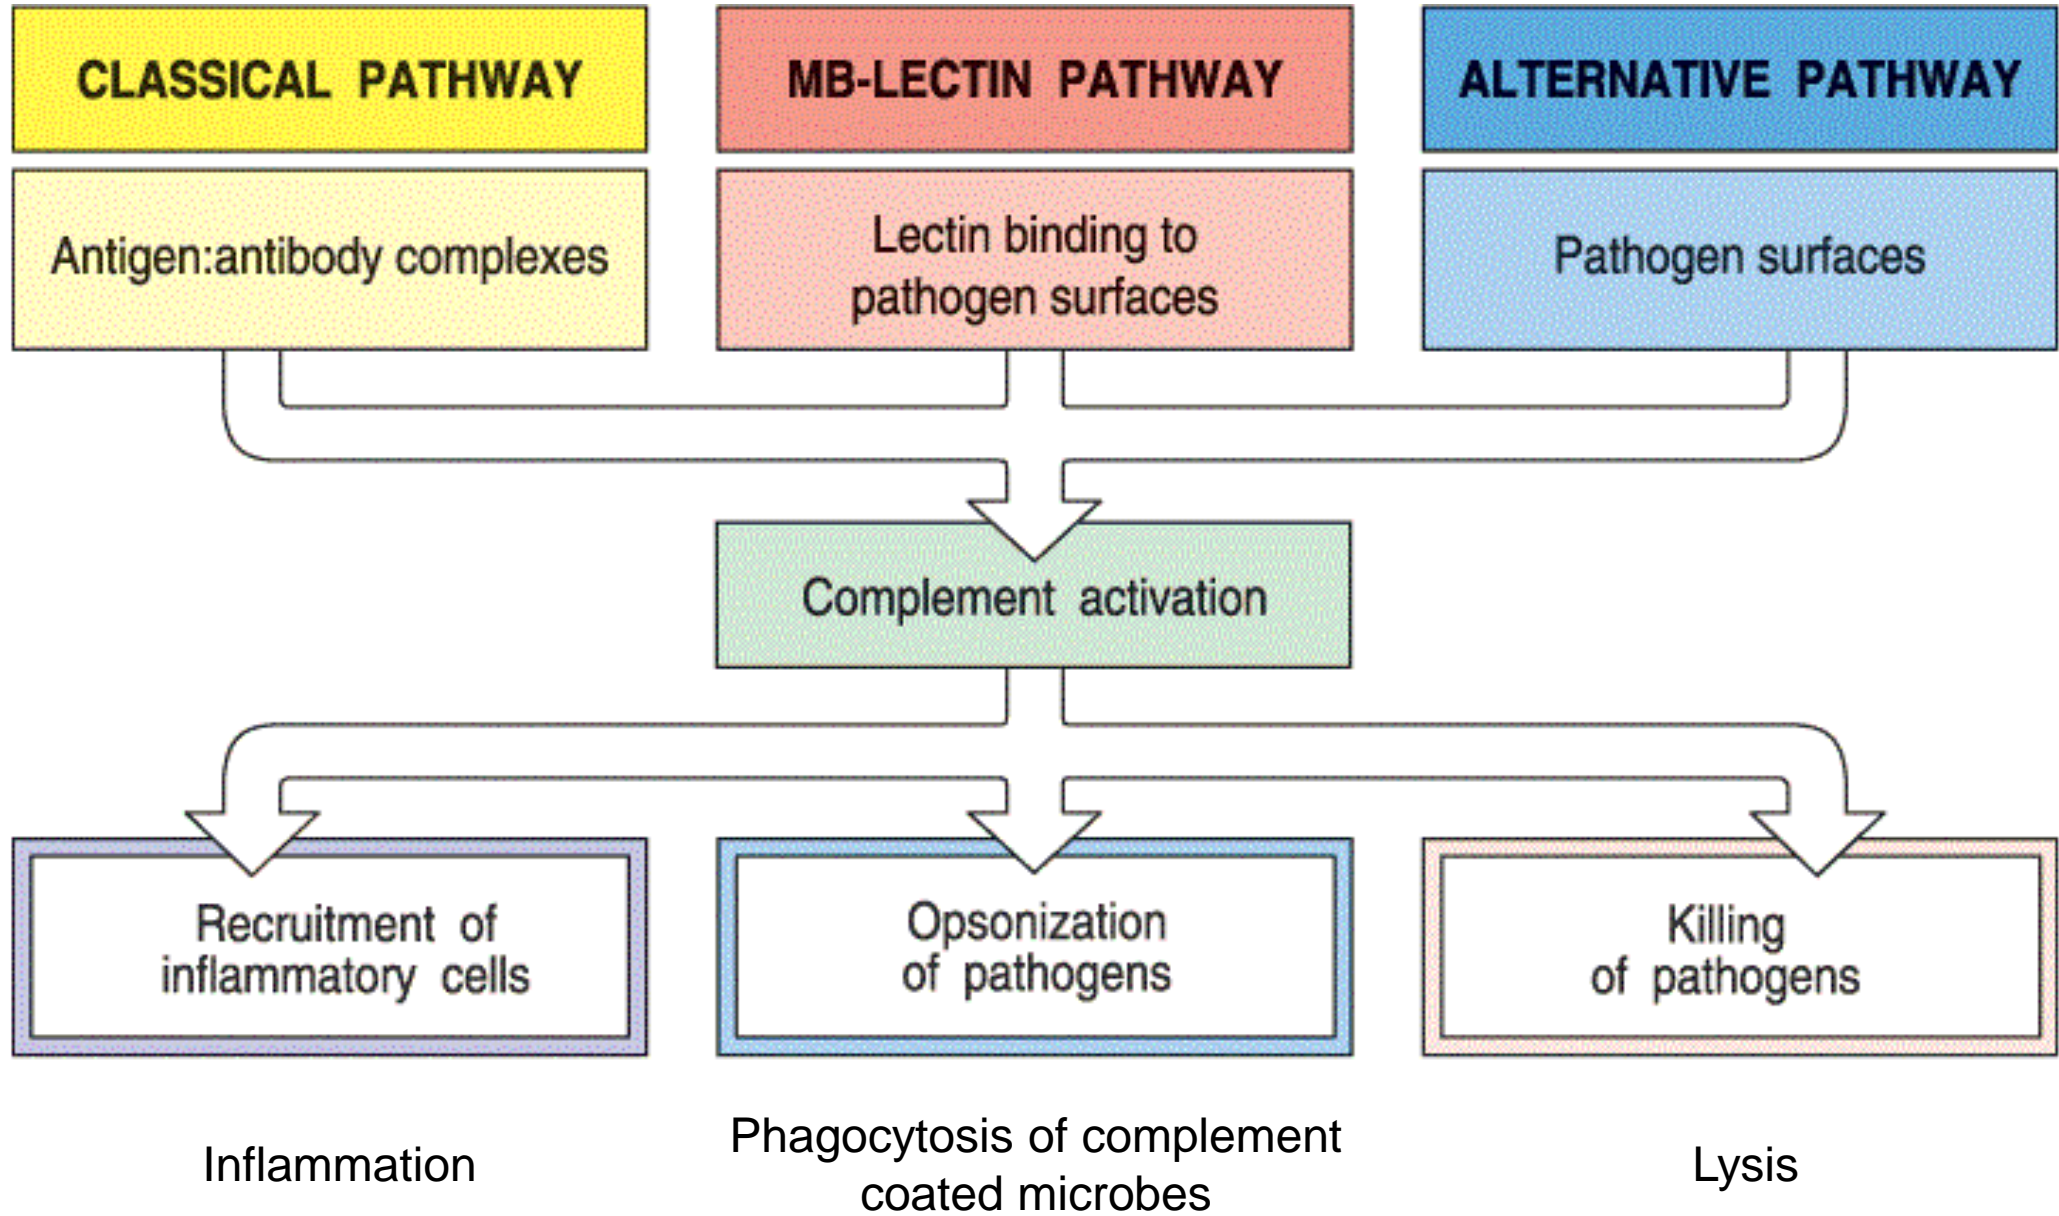 CLASSICAL PATHWAY
MB-LECTIN PATHWAY
ALTERNATIVE PATHWAY
Antigen:antibody complexes
Lectin binding to
pathogen surfaces
Pathogen surfaces
Complement activation
Recruitment of
inflammatory cells
Opsonization
of pathogens
Killing
of pathogens
Inflammation
Phagocytosis of complement
coated microbes
Lysis